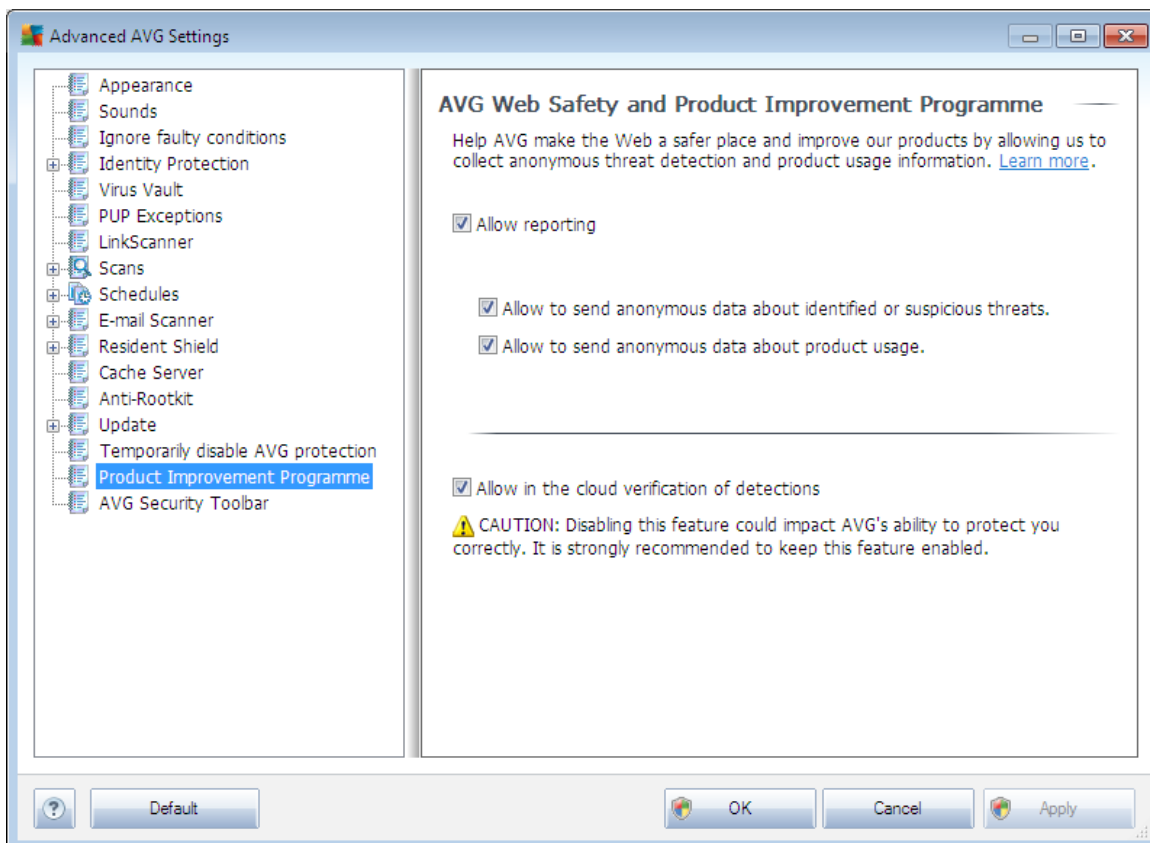 Advanced AVG Settings
Appearance
Sounds
Ignore faulty conditions
Identity Protection
Virus Vault
PUP Exceptions
LinkScanner
Scans
Schedules
E-mail Scanner
Resident Shield
Cache Server
Anti-Rootkit
Update
Temporarily disable AVG protection
Product Improvement Programme
AVG Security Toolbar
AVG Web Safety and Product Improvement Programme
Help AVG make the Web a safer place and improve our products by allowing us to
collect anonymous threat detection and product usage information. Learn more.
Allow reporting
Allow to send anonymous data about identified or suspicious threats.
Allow to send anonymous data about product usage.
Allow in the cloud verification of detections
CAUTION: Disabling this feature could impact AVG's ability to protect you
correctly. It is strongly recommended to keep this feature enabled.
?
Default
OK
Cancel
Apply